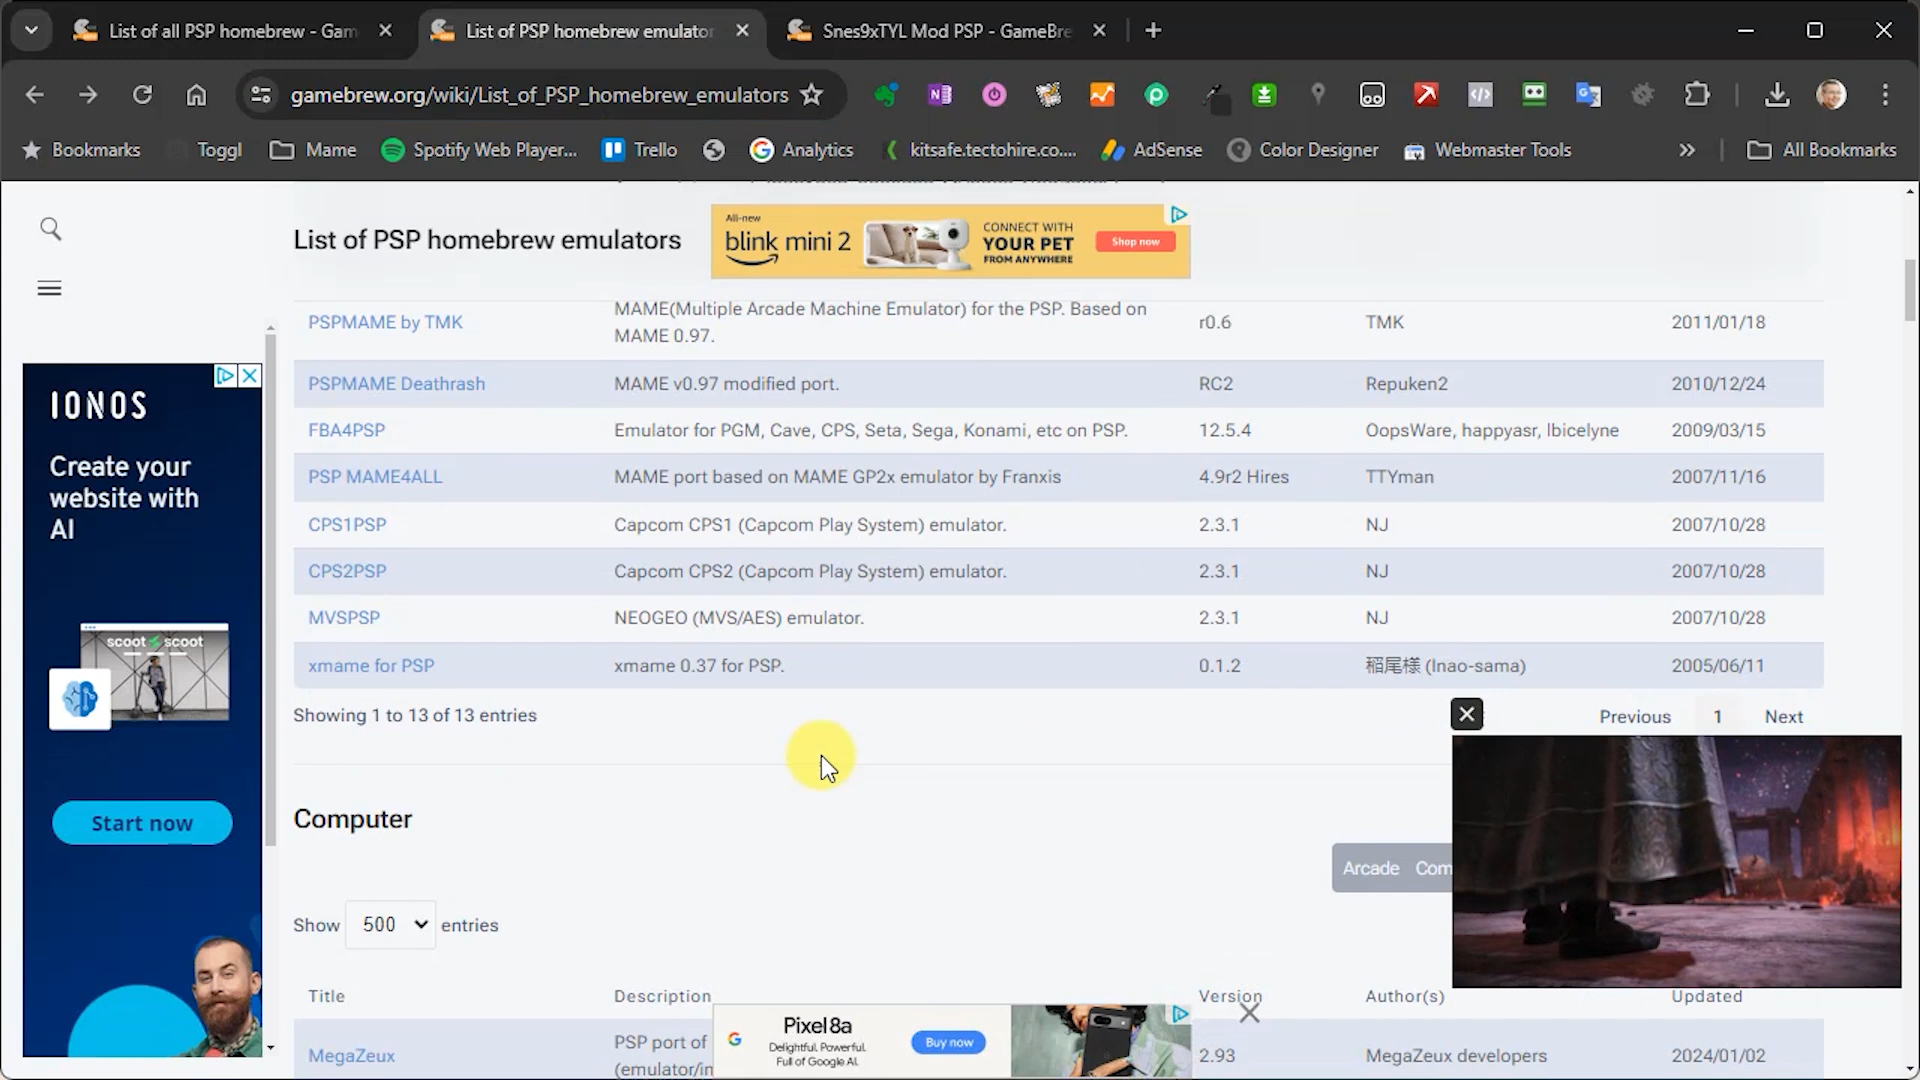 List of all PSP homebrew - Gam
List of PSP homebrew emulator
Snes9xTYL Mod PSP - GameBre
gamebrew.org/wiki/List_of_PSP_homebrew_emulators
Bookmarks
Toggl
Mame
Spotify Web Player...
Trello
Analytics
kitsafe.tectohire.co....
AdSense
Color Designer
Webmaster Tools
All Bookmarks
List of PSP homebrew emulators
All-new
blink mini 2
CONNECT WITH
YOUR PET
FROM ANYWHERE
Shop now
PSPMAME by TMK MAME(Multiple Arcade Machine Emulator) for the PSP. Based on r0.6 TMK 2011/01/18
MAME 0.97.
PSPMAME Deathrash MAME v0.97 modified port. RC2 Repuken2 2010/12/24
FBA4PSP Emulator for PGM, Cave, CPS, Seta, Sega, Konami, etc on PSP. 12.5.4 OopsWare, happyasr, lbicelyne 2009/03/15
PSP MAME4ALL MAME port based on MAME GP2x emulator by Franxis 4.9r2 Hires TTYman 2007/11/16
CPS1PSP Capcom CPS1 (Capcom Play System) emulator. 2.3.1 NJ 2007/10/28
CPS2PSP Capcom CPS2 (Capcom Play System) emulator. 2.3.1 NJ 2007/10/28
MVSPSP NEOGEO (MVS/AES) emulator. 2.3.1 NJ 2007/10/28
xmame for PSP xmame 0.37 for PSP. 0.1.2 稲尾様 (Inao-sama) 2005/06/11
Showing 1 to 13 of 13 entries
Previous 1 Next
Computer
Arcade Com
Show 500 entries
Title Description Version Author(s) Updated
MegaZeux PSP port of 2.93 MegaZeux developers 2024/01/02
(emulator/in
IONOS
Create your
website with
AI
scoot scoot
Start now
Pixel 8a
Delightful. Powerful.
Full of Google AI.
Buy now